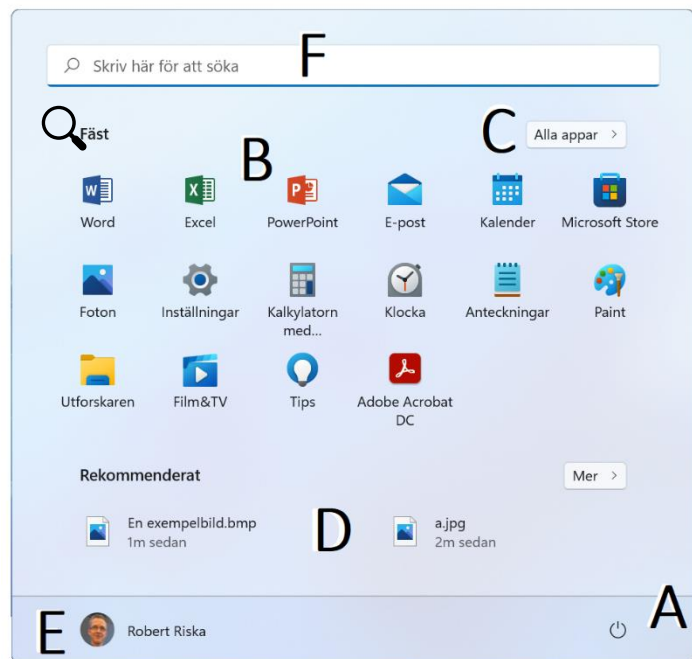 F
Skriv här för att söka
Fäst
B
C
Alla appar >
Word Excel PowerPoint E-post Kalender Microsoft Store
Foton Inställningar Kalkylatorn med... Klocka Anteckningar Paint
Utforskaren Film&TV Tips Adobe Acrobat DC
Rekommenderat
Mer >
En exempelbild.bmp
1m sedan
D
a.jpg
2m sedan
A
E
Robert Riska